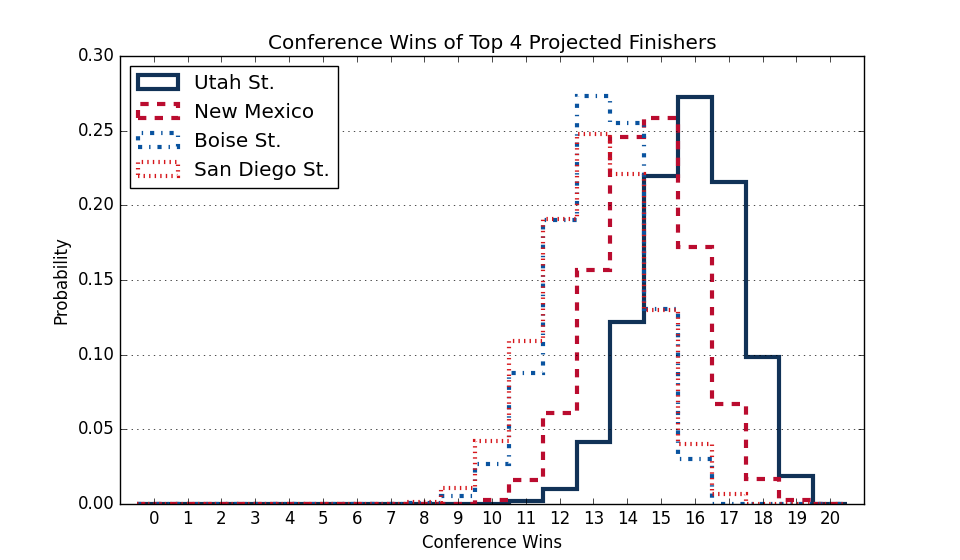 Conference Wins of Top 4 Projected Finishers
0.30
0.25
0.20
0.15
0.10
0.05
0.00
Probability
Utah St.
New Mexico
Boise St.
San Diego St.
0 1 2 3 4 5 6 7 8 9 10 11 12 13 14 15 16 17 18 19 20
Conference Wins